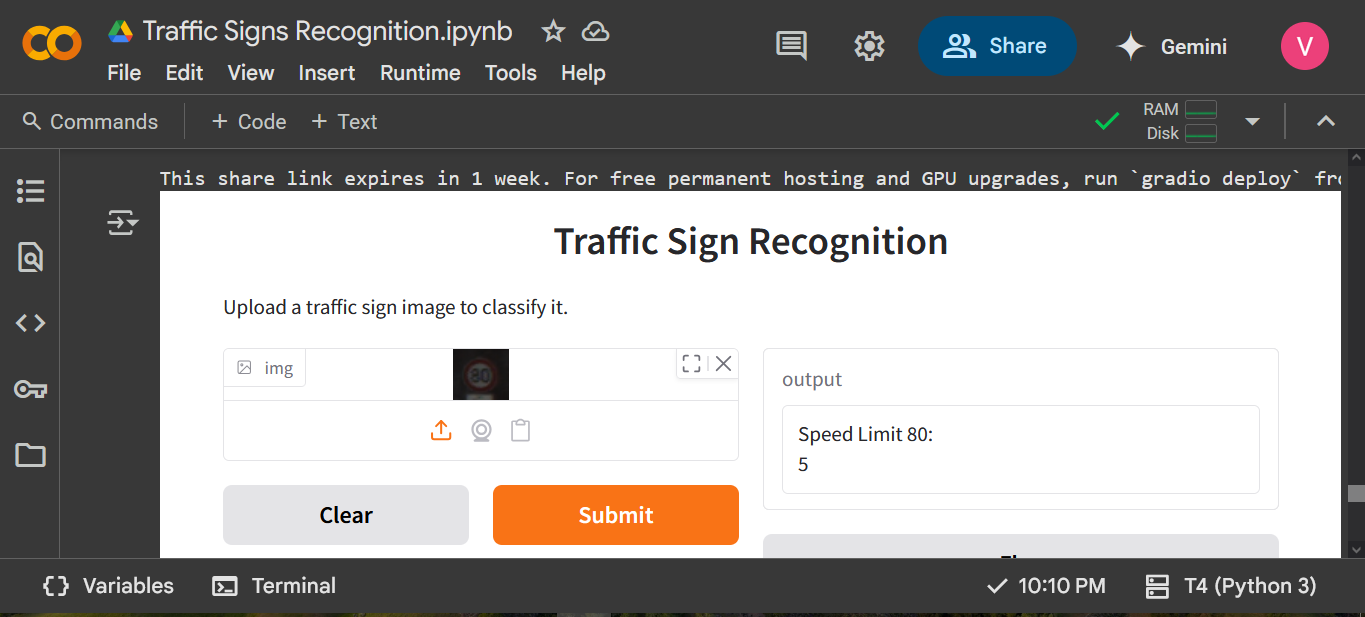 Traffic Signs Recognition.ipynb
File Edit View Insert Runtime Tools Help
Share
Gemini
V
Commands + Code + Text
RAM
Disk
This share link expires in 1 week. For free permanent hosting and GPU upgrades, run `gradio deploy`
Traffic Sign Recognition
Upload a traffic sign image to classify it.
img
80
Clear
Submit
output
Speed Limit 80:
5
Variables Terminal 10:10 PM T4 (Python 3)